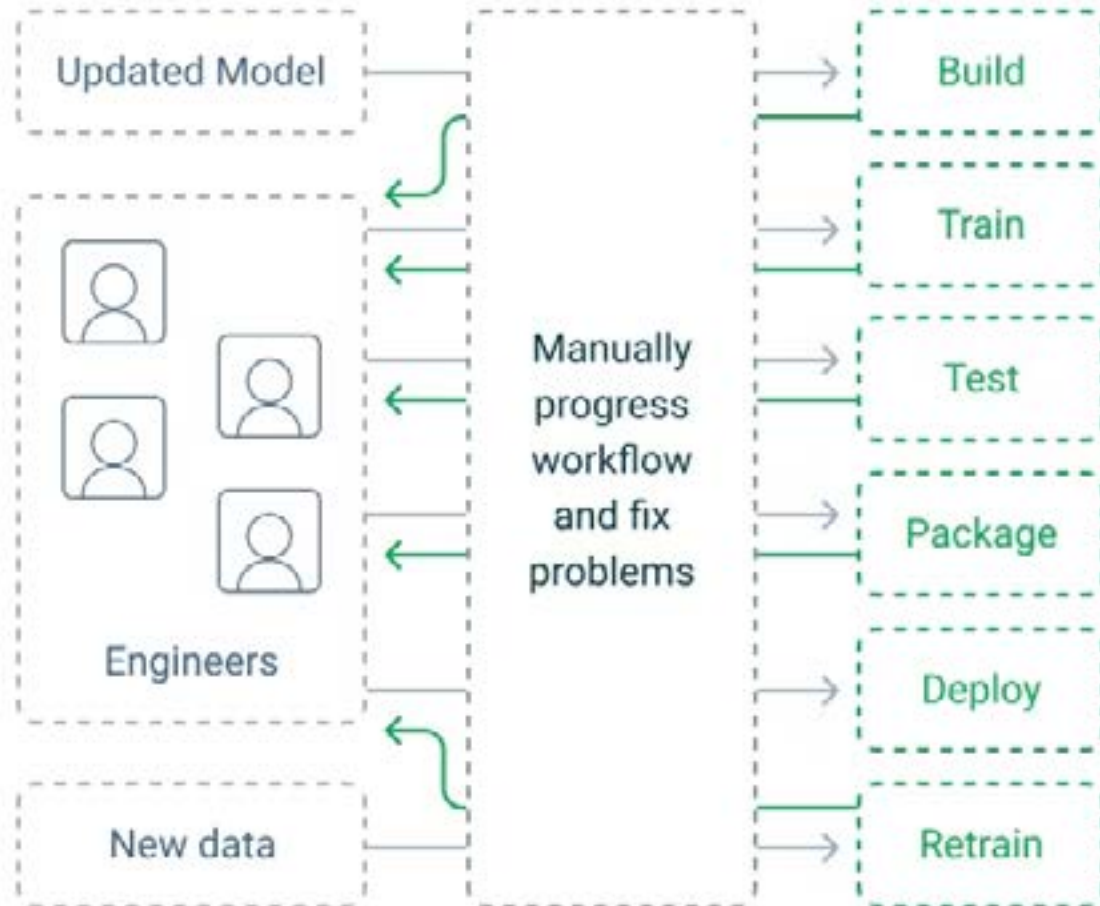 Updated Model
Engineers
New data
Manually
progress
workflow
and fix
problems
Build
Train
Test
Package
Deploy
Retrain